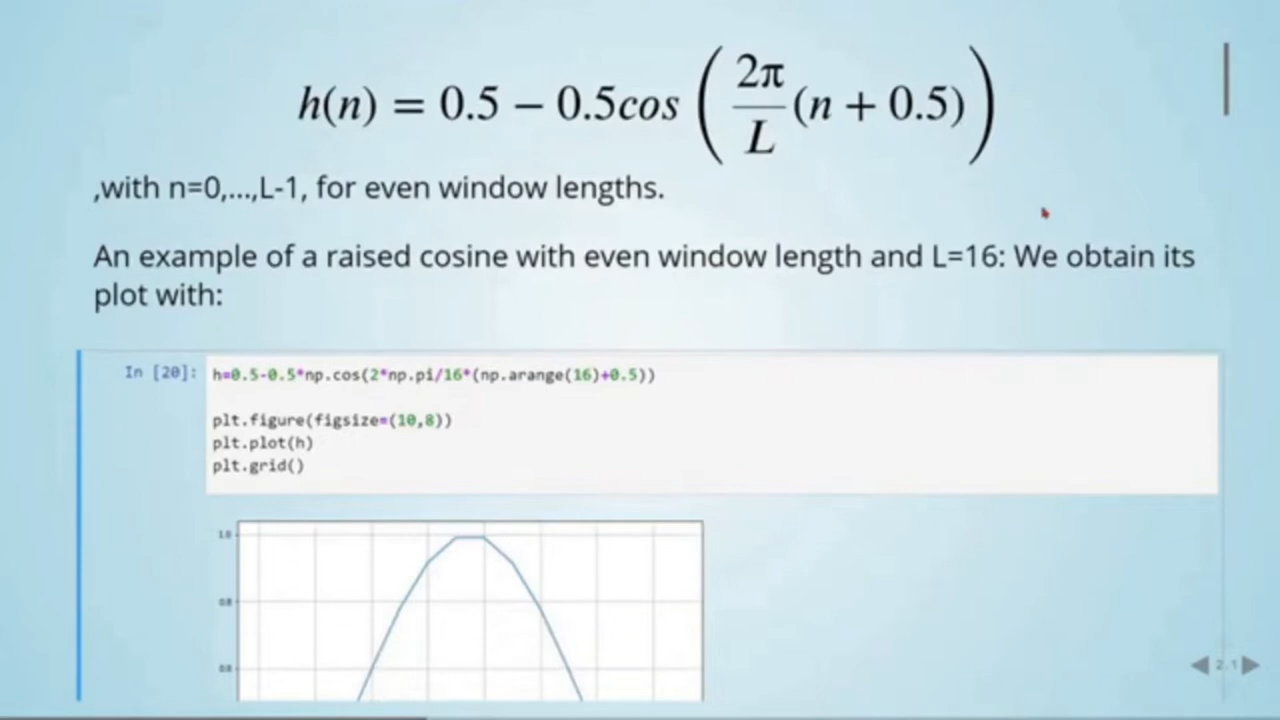 h(n) = 0.5 − 0.5cos(2π/L (n + 0.5))
,with n=0,...,L-1, for even window lengths.
An example of a raised cosine with even window length and L=16: We obtain its
plot with:
In [20]: h=0.5-0.5*np.cos(2*np.pi/16*(np.arange(16)+0.5))
plt.figure(figsize=(10,8))
plt.plot(h)
plt.grid()
1.0
0.8